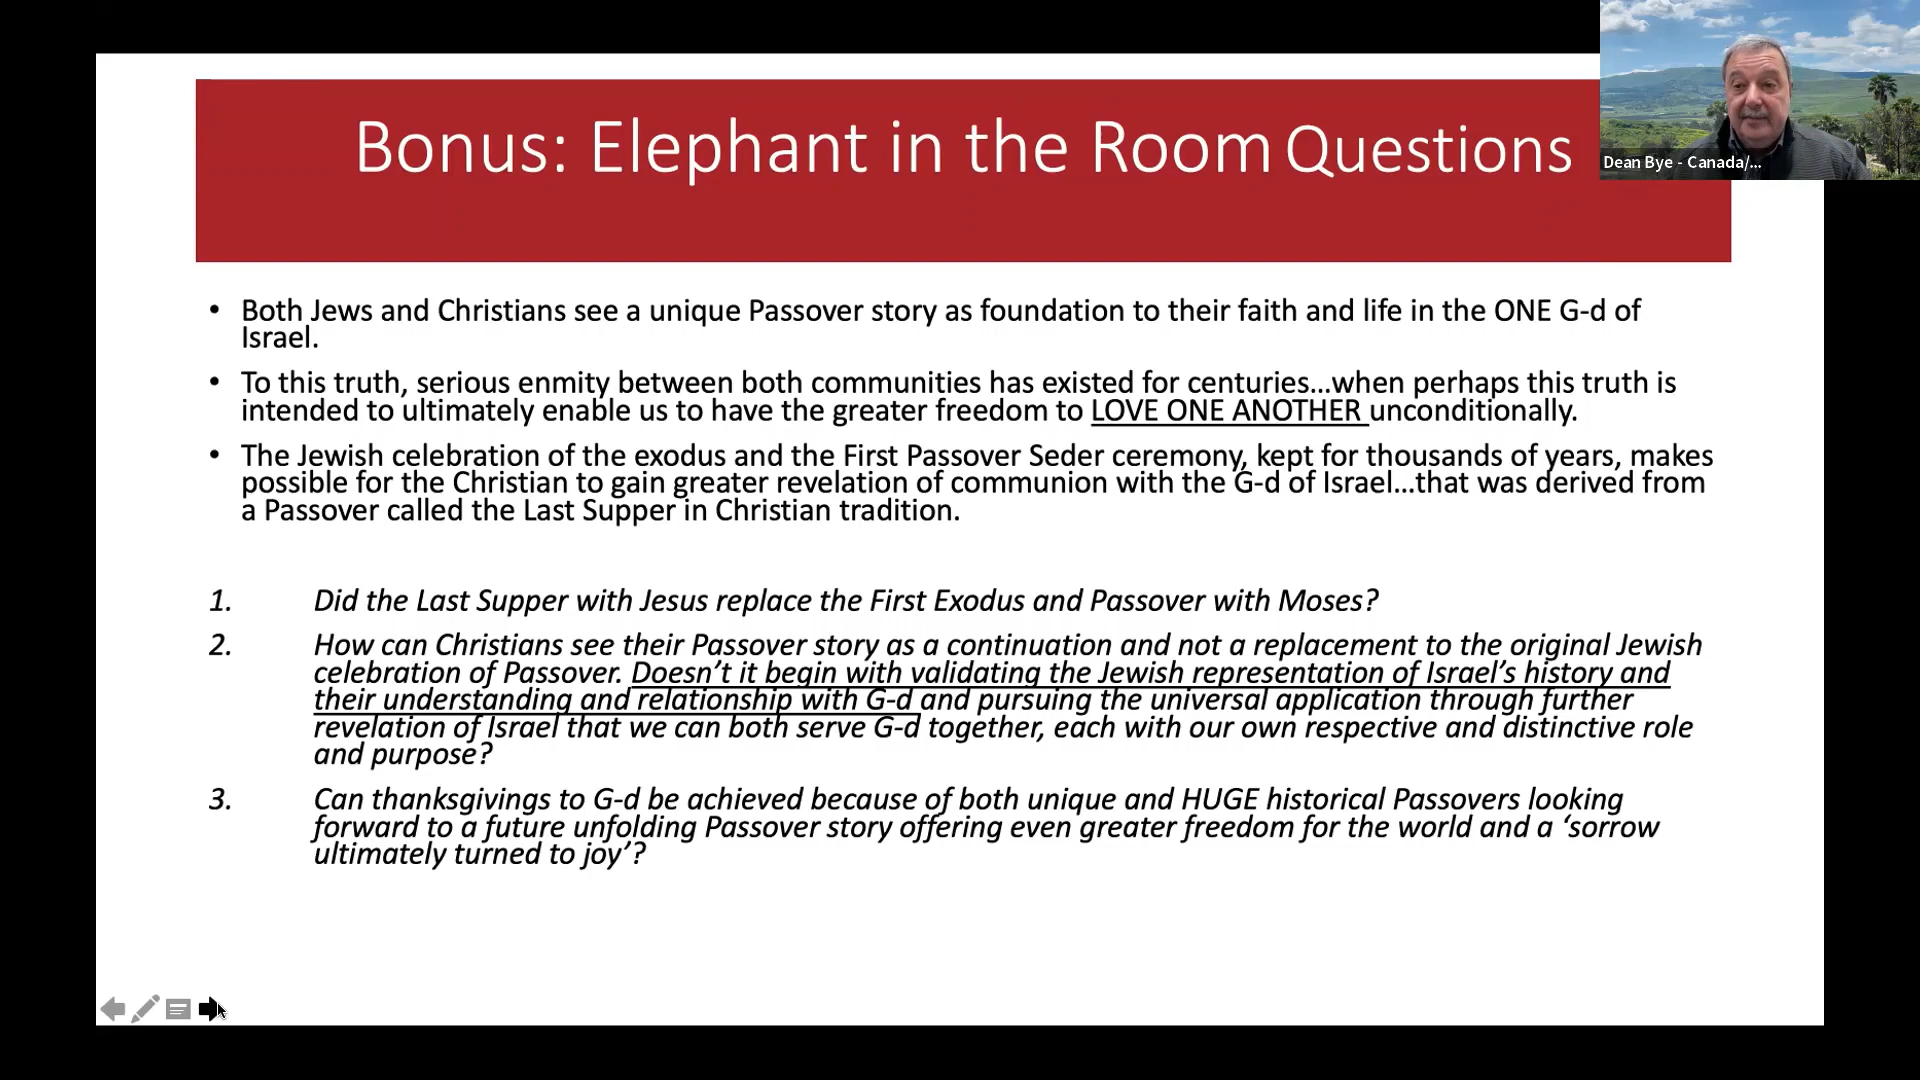 Bonus: Elephant in the Room Questions
Dean Bye - Canada/...
• Both Jews and Christians see a unique Passover story as foundation to their faith and life in the ONE G-d of
Israel.
• To this truth, serious enmity between both communities has existed for centuries...when perhaps this truth is
intended to ultimately enable us to have the greater freedom to LOVE ONE ANOTHER unconditionally.
• The Jewish celebration of the exodus and the First Passover Seder ceremony, kept for thousands of years, makes
possible for the Christian to gain greater revelation of communion with the G-d of Israel...that was derived from
a Passover called the Last Supper in Christian tradition.
1. Did the Last Supper with Jesus replace the First Exodus and Passover with Moses?
2. How can Christians see their Passover story as a continuation and not a replacement to the original Jewish
celebration of Passover. Doesn’t it begin with validating the Jewish representation of Israel’s history and
their understanding and relationship with G-d and pursuing the universal application through further
revelation of Israel that we can both serve G-d together, each with our own respective and distinctive role
and purpose?
3. Can thanksgivings to G-d be achieved because of both unique and HUGE historical Passovers looking
forward to a future unfolding Passover story offering even greater freedom for the world and a ‘sorrow
ultimately turned to joy’?